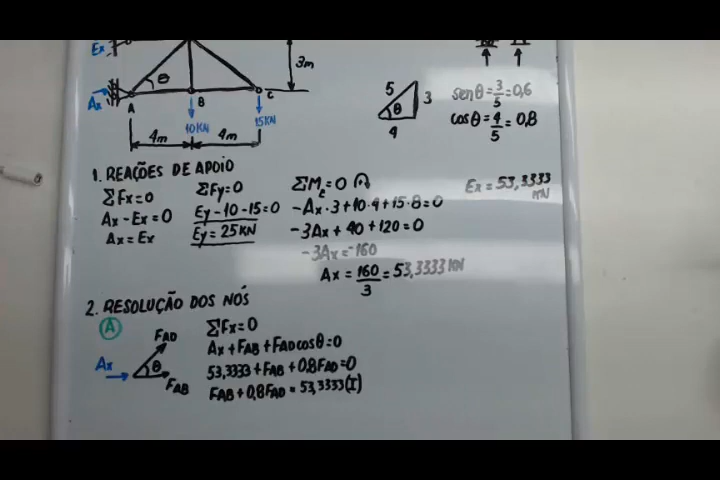 Ex
3m
θ
Ax
A
B
C
4m
10KN
4m
15KN
5
3
θ
4
senθ=3/5=0,6
cosθ=4/5=0,8
1. REAÇÕES DE APOIO
ΣFx=0
Ax-Ex=0
Ax=Ex
ΣFy=0
Ey-10-15=0
Ey=25KN
ΣM_E=0
-Ax·3+10·4+15·8=0
-3Ax+40+120=0
-3Ax=-160
Ax=160/3=53,3333KN
Ex=53,3333 KN
2. RESOLUÇÃO DOS NÓS
A
FAD
Ax
θ
FAB
ΣFx=0
Ax+FAB+FADcosθ=0
53,3333+FAB+0,8FAD=0
FAB+0,8FAD=53,3333(I)